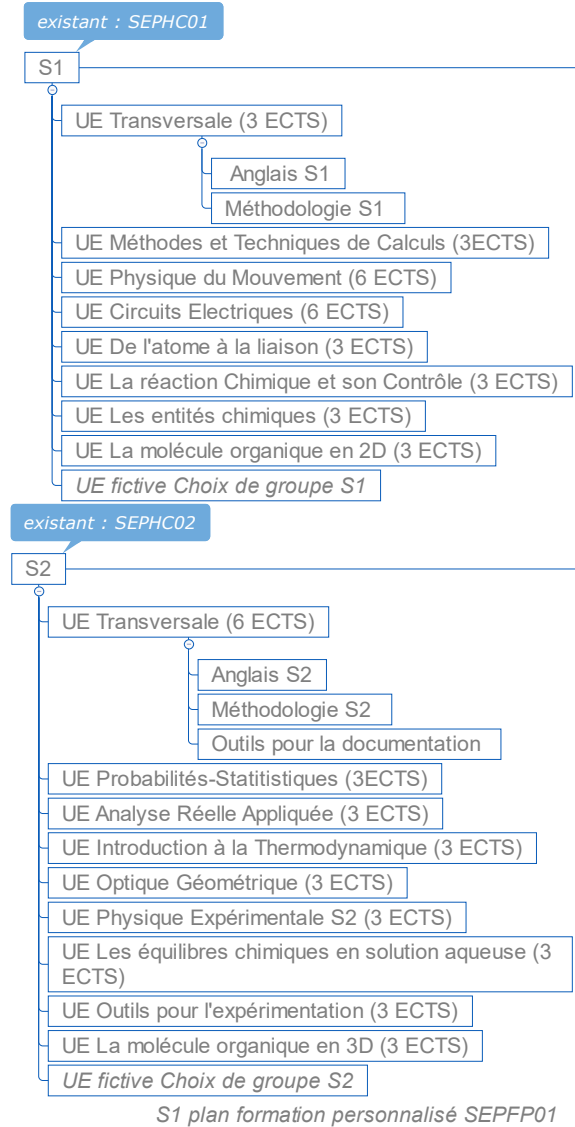 existant : SEPHC01
S1
UE Transversale (3 ECTS)
Anglais S1
Méthodologie S1
UE Méthodes et Techniques de Calculs (3ECTS)
UE Physique du Mouvement (6 ECTS)
UE Circuits Electriques (6 ECTS)
UE De l'atome à la liaison (3 ECTS)
UE La réaction Chimique et son Contrôle (3 ECTS)
UE Les entités chimiques (3 ECTS)
UE La molécule organique en 2D (3 ECTS)
UE fictive Choix de groupe S1
existant : SEPHC02
S2
UE Transversale (6 ECTS)
Anglais S2
Méthodologie S2
Outils pour la documentation
UE Probabilités-Statitistiques (3ECTS)
UE Analyse Réelle Appliquée (3 ECTS)
UE Introduction à la Thermodynamique (3 ECTS)
UE Optique Géométrique (3 ECTS)
UE Physique Expérimentale S2 (3 ECTS)
UE Les équilibres chimiques en solution aqueuse (3
ECTS)
UE Outils pour l'expérimentation (3 ECTS)
UE La molécule organique en 3D (3 ECTS)
UE fictive Choix de groupe S2
S1 plan formation personnalisé SEPFP01